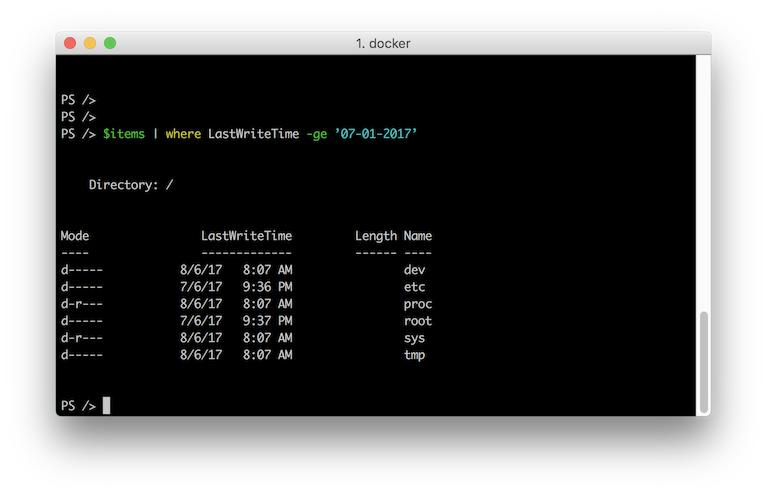 1. docker
PS />
PS />
PS /> $items | where LastWriteTime -ge ’07-01-2017’
Directory: /
Mode LastWriteTime Length Name
---- ------------- ------ ----
d----- 8/6/17 8:07 AM dev
d----- 7/6/17 9:36 PM etc
d-r--- 8/6/17 8:07 AM proc
d----- 7/6/17 9:37 PM root
d-r--- 8/6/17 8:07 AM sys
d----- 8/6/17 8:07 AM tmp
PS />